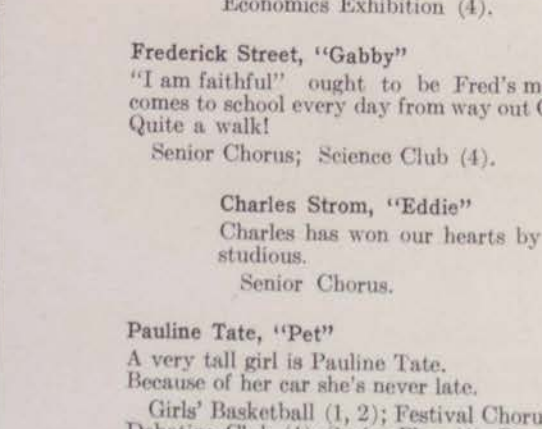 Economics Exhibition (4).
Frederick Street, "Gabby"
"I am faithful" ought to be Fred's
comes to school every day from way out
Quite a walk!
Senior Chorus; Science Club (4).
Charles Strom, "Eddie"
Charles has won our hearts by
studious.
Senior Chorus.
Pauline Tate, "Pet"
A very tall girl is Pauline Tate.
Because of her car she's never late.
Girls' Basketball (1, 2); Festival